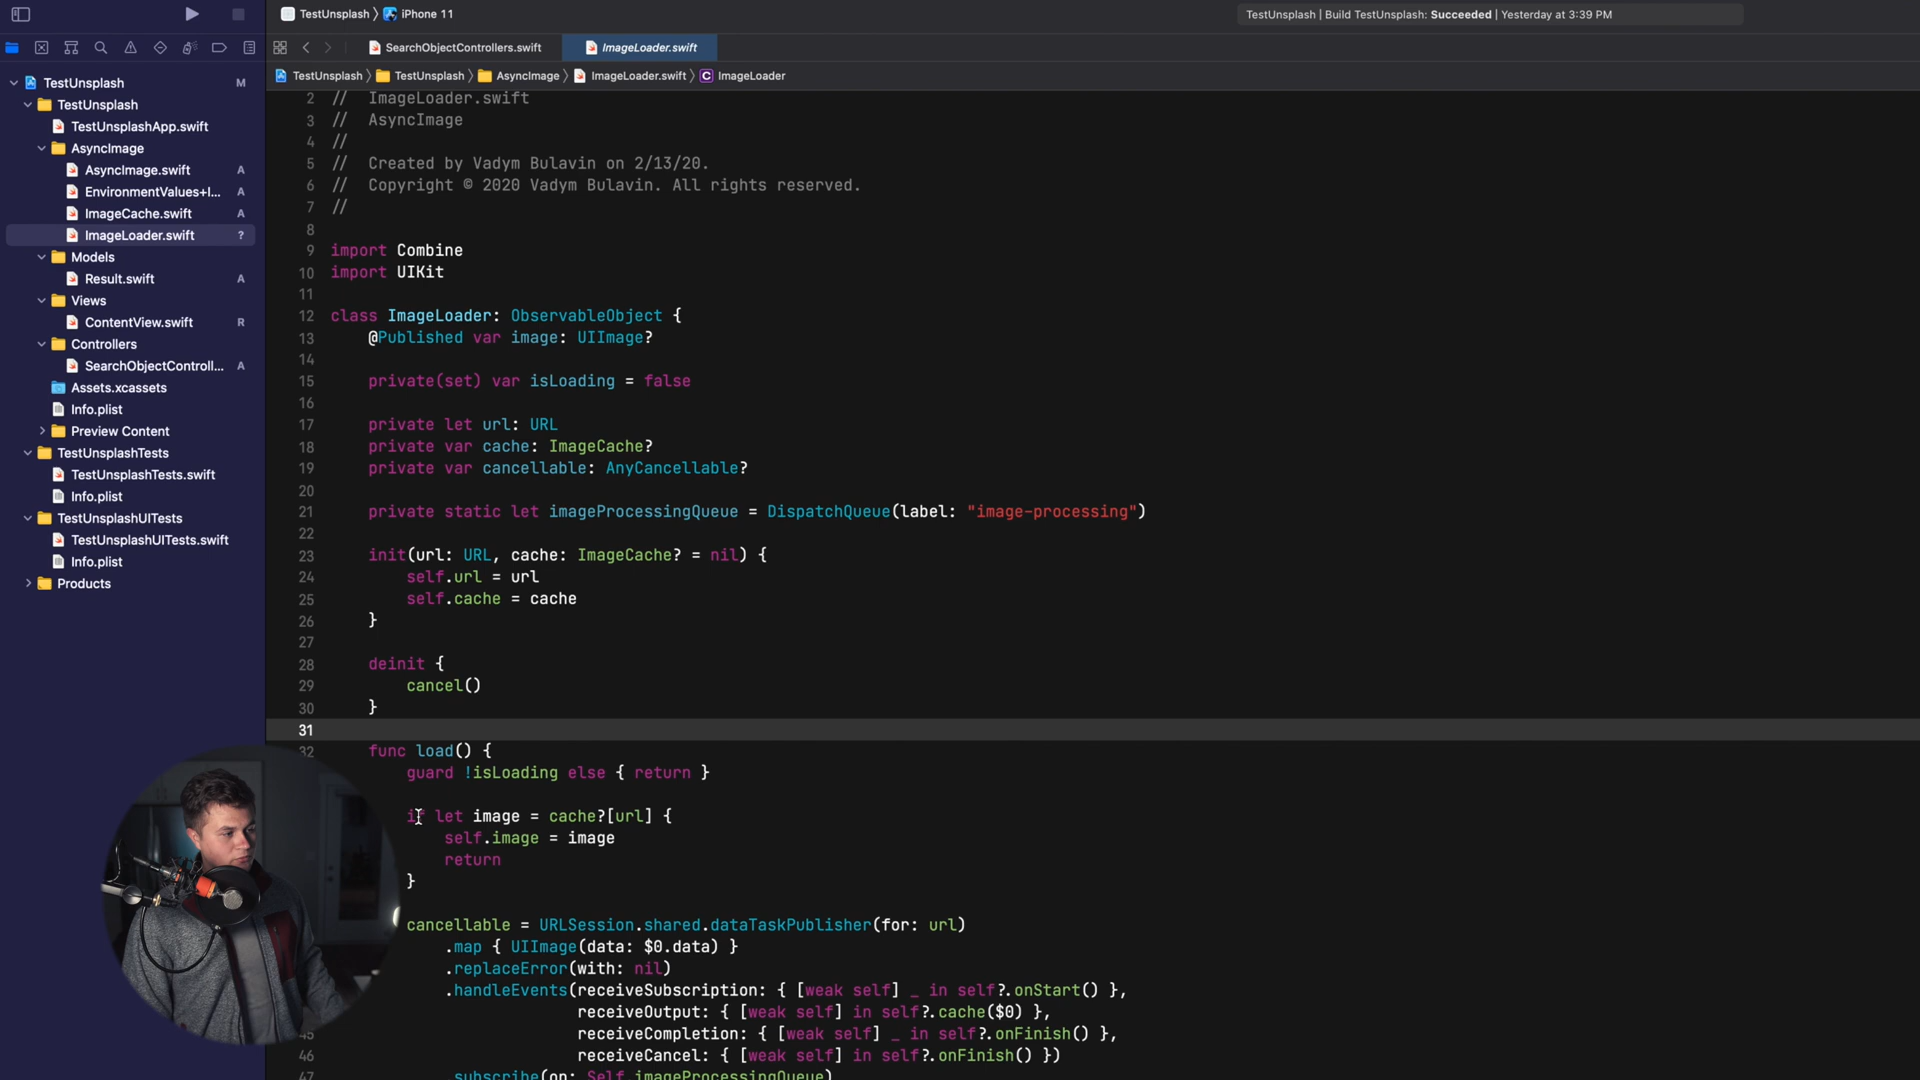 TestUnsplash 〉 iPhone 11
TestUnsplash | Build TestUnsplash: Succeeded | Yesterday at 3:39 PM
SearchObjectControllers.swift
ImageLoader.swift
TestUnsplash 〉 TestUnsplash 〉 AsyncImage 〉 ImageLoader.swift 〉 C ImageLoader
TestUnsplash M
TestUnsplash
TestUnsplashApp.swift
AsyncImage
AsyncImage.swift A
EnvironmentValues+I... A
ImageCache.swift A
ImageLoader.swift ?
Models
Result.swift A
Views
ContentView.swift R
Controllers
SearchObjectControll... A
Assets.xcassets
Info.plist
Preview Content
TestUnsplashTests
TestUnsplashTests.swift
Info.plist
TestUnsplashUITests
TestUnsplashUITests.swift
Info.plist
Products
2 // ImageLoader.swift
3 // AsyncImage
4 //
5 // Created by Vadym Bulavin on 2/13/20.
6 // Copyright © 2020 Vadym Bulavin. All rights reserved.
7 //
8
9 import Combine
10 import UIKit
11
12 class ImageLoader: ObservableObject {
13 @Published var image: UIImage?
14
15 private(set) var isLoading = false
16
17 private let url: URL
18 private var cache: ImageCache?
19 private var cancellable: AnyCancellable?
20
21 private static let imageProcessingQueue = DispatchQueue(label: "image-processing")
22
23 init(url: URL, cache: ImageCache? = nil) {
24 self.url = url
25 self.cache = cache
26 }
27
28 deinit {
29 cancel()
30 }
31
32 func load() {
guard !isLoading else { return }
if let image = cache?[url] {
self.image = image
return
}
cancellable = URLSession.shared.dataTaskPublisher(for: url)
.map { UIImage(data: $0.data) }
.replaceError(with: nil)
.handleEvents(receiveSubscription: { [weak self] _ in self?.onStart() },
receiveOutput: { [weak self] in self?.cache($0) },
45 receiveCompletion: { [weak self] _ in self?.onFinish() },
46 receiveCancel: { [weak self] in self?.onFinish() })
47 .subscribe(on: Self.imageProcessingQueue)